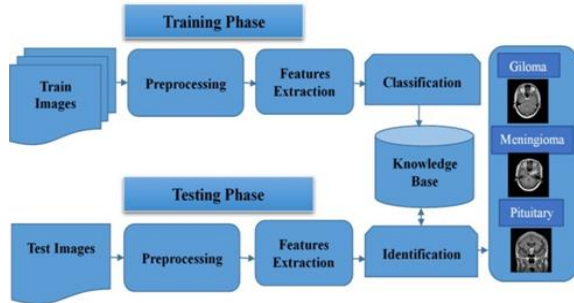 Training Phase
Train
Images
Preprocessing
Features
Extraction
Classification
Knowledge
Base
Testing Phase
Test Images
Preprocessing
Features
Extraction
Identification
Giloma
Meningioma
Pituitary